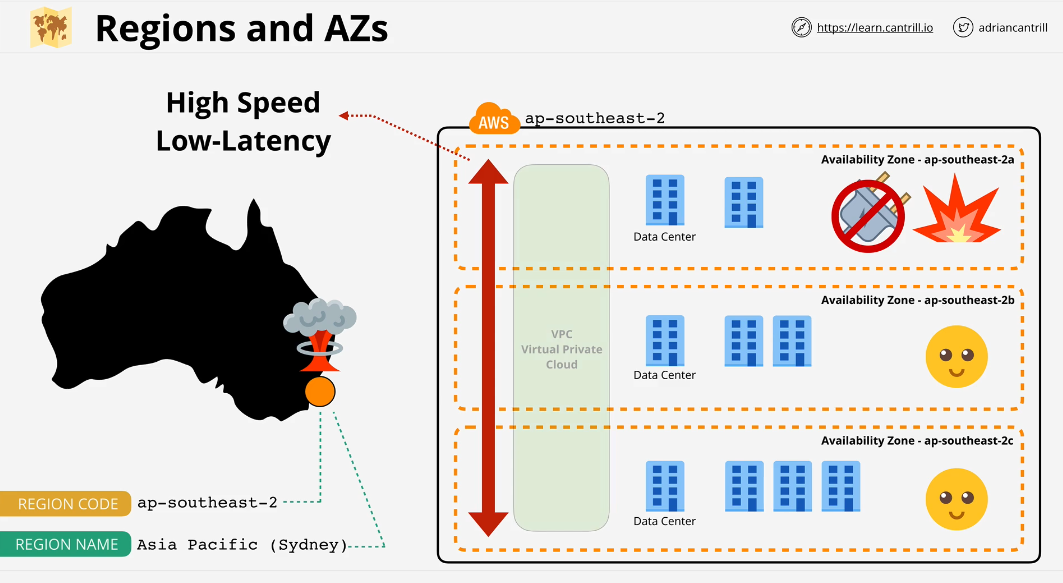 Regions and AZs
https://learn.cantrill.io
adriancantrill
High Speed
Low-Latency
AWS
ap-southeast-2
Availability Zone - ap-southeast-2a
Data Center
Availability Zone - ap-southeast-2b
VPC
Virtual Private
Cloud
Data Center
Availability Zone - ap-southeast-2c
Data Center
REGION CODE ap-southeast-2
REGION NAME Asia Pacific (Sydney)